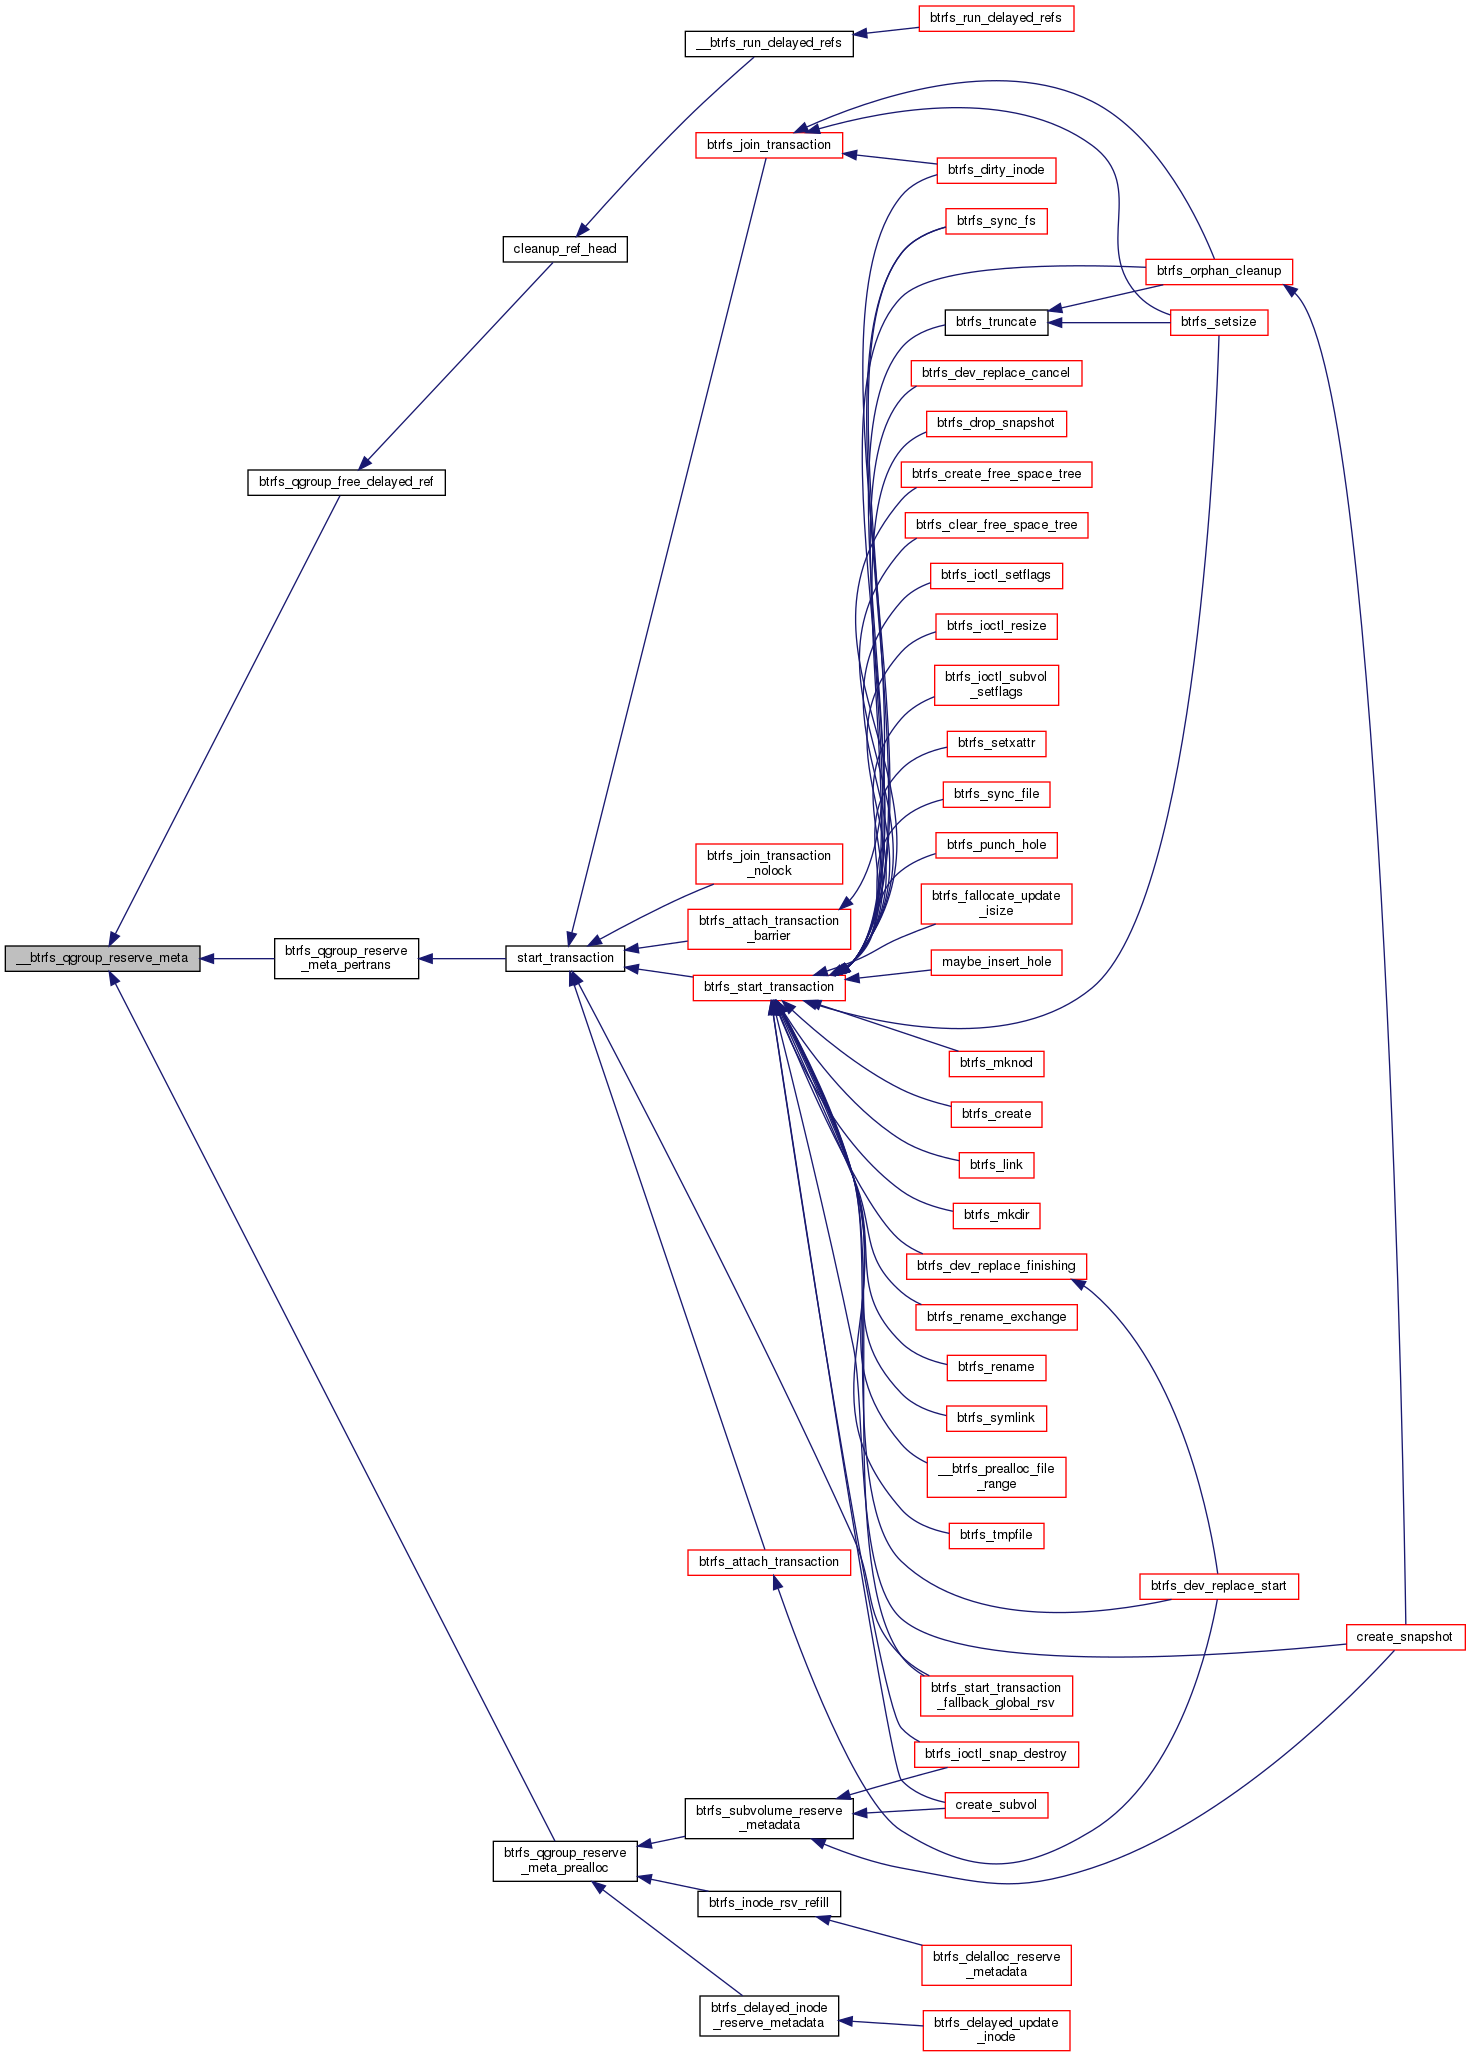 btrfs_run_delayed_refs
__btrfs_run_delayed_refs
btrfs_join_transaction
btrfs_dirty_inode
btrfs_sync_fs
cleanup_ref_head
btrfs_orphan_cleanup
btrfs_truncate
btrfs_setsize
btrfs_dev_replace_cancel
btrfs_drop_snapshot
btrfs_create_free_space_tree
btrfs_qgroup_free_delayed_ref
btrfs_clear_free_space_tree
btrfs_ioctl_setflags
btrfs_ioctl_resize
btrfs_ioctl_subvol
_setflags
btrfs_setxattr
btrfs_sync_file
btrfs_punch_hole
btrfs_join_transaction
_nolock
btrfs_fallocate_update
_isize
btrfs_attach_transaction
_barrier
__btrfs_qgroup_reserve_meta
btrfs_qgroup_reserve
_meta_pertrans
start_transaction
maybe_insert_hole
btrfs_start_transaction
btrfs_mknod
btrfs_create
btrfs_link
btrfs_mkdir
btrfs_dev_replace_finishing
btrfs_rename_exchange
btrfs_rename
btrfs_symlink
__btrfs_prealloc_file
_range
btrfs_tmpfile
btrfs_attach_transaction
btrfs_dev_replace_start
create_snapshot
btrfs_start_transaction
_fallback_global_rsv
btrfs_ioctl_snap_destroy
create_subvol
btrfs_subvolume_reserve
_metadata
btrfs_qgroup_reserve
_meta_prealloc
btrfs_inode_rsv_refill
btrfs_delalloc_reserve
_metadata
btrfs_delayed_inode
_reserve_metadata
btrfs_delayed_update
_inode